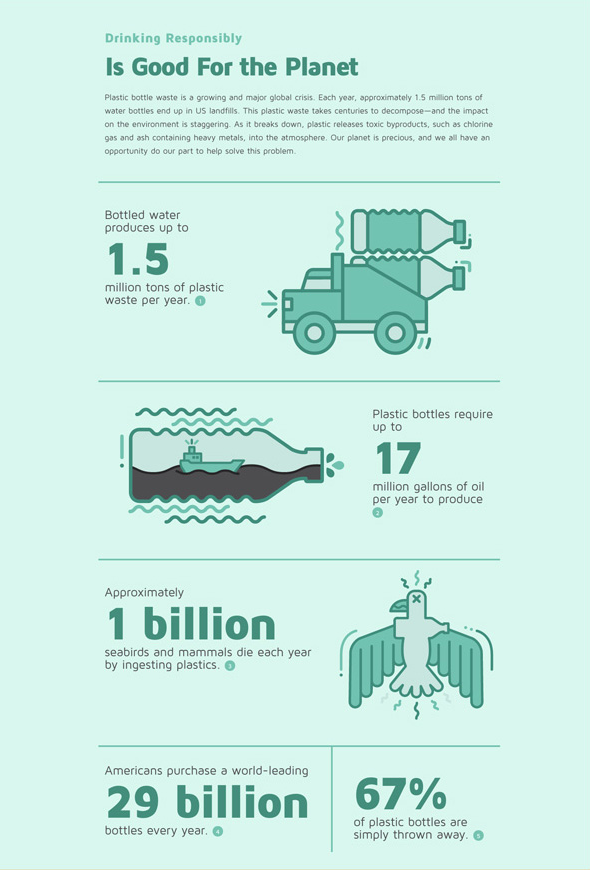 Drinking Responsibly
Is Good For the Planet
Plastic bottle waste is a growing and major global crisis. Each year, approximately 1.5 million tons of
water bottles end up in US landfills. This plastic waste takes centuries to decompose—and the impact
on the environment is staggering. As it breaks down, plastic releases toxic byproducts, such as chlorine
gas and ash containing heavy metals, into the atmosphere. Our planet is precious, and we all have an
opportunity do our part to help solve this problem.
Bottled water
produces up to
1.5
million tons of plastic
waste per year. 1
Plastic bottles require
up to
17
million gallons of oil
per year to produce
2
Approximately
1 billion
seabirds and mammals die each year
by ingesting plastics. 3
Americans purchase a world-leading
29 billion
bottles every year. 4
67%
of plastic bottles are
simply thrown away. 5